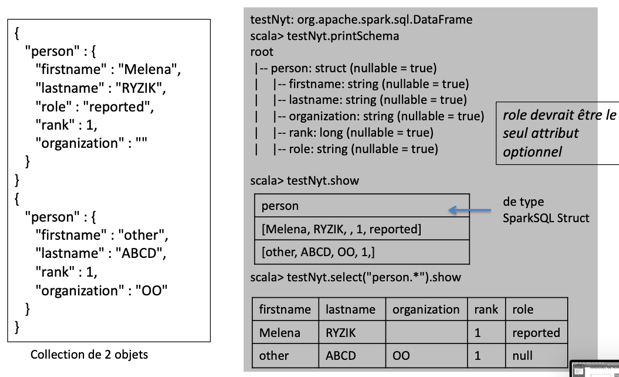 {
"person" : {
"firstname" : "Melena",
"lastname" : "RYZIK",
"role" : "reported",
"rank" : 1,
"organization" : ""
}
}
{
"person" : {
"firstname" : "other",
"lastname" : "ABCD",
"rank" : 1,
"organization" : "OO"
}
}
Collection de 2 objets
testNyt: org.apache.spark.sql.DataFrame
scala> testNyt.printSchema
root
|-- person: struct (nullable = true)
| |-- firstname: string (nullable = true)
| |-- lastname: string (nullable = true)
| |-- organization: string (nullable = true)
| |-- rank: long (nullable = true)
| |-- role: string (nullable = true)
role devrait être le
seul attribut
optionnel
scala> testNyt.show
person
[Melena, RYZIK, , 1, reported]
[other, ABCD, OO, 1,]
de type
SparkSQL Struct
scala> testNyt.select("person.*").show
firstname lastname organization rank role
Melena RYZIK 1 reported
other ABCD OO 1 null